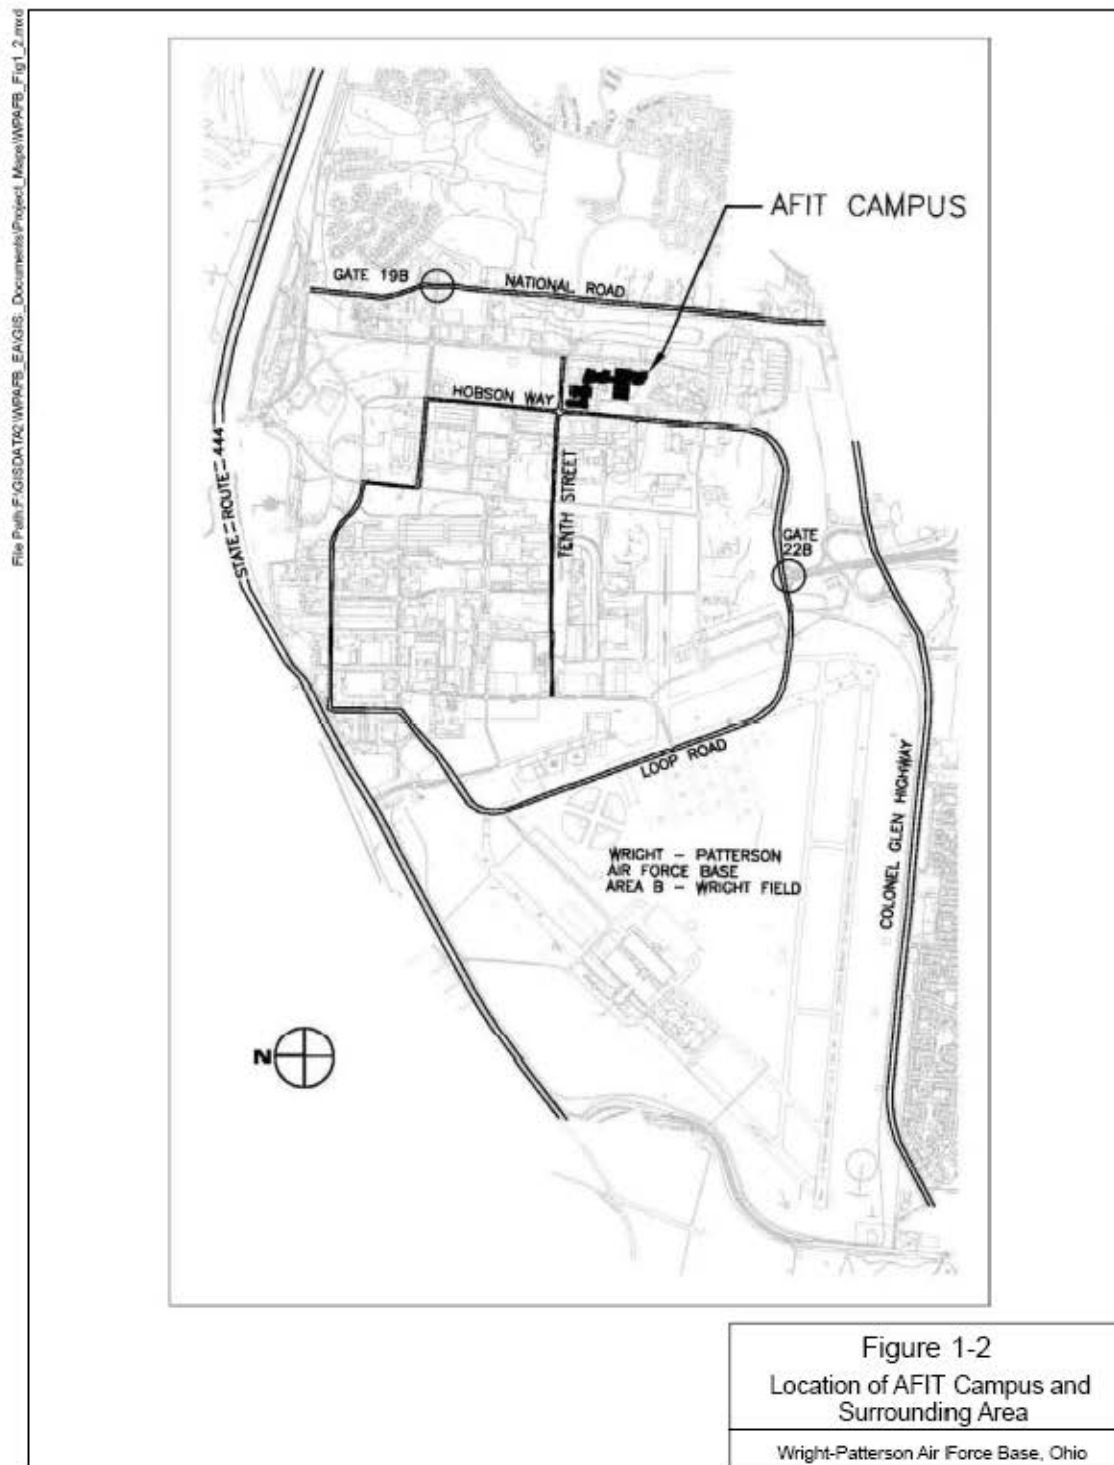 File Path:F:\GISDATA2\WPAFB_EA\GIS_Documents\Project_Maps\WPAFB_Fig1_2.mxd
AFIT CAMPUS
GATE 19B
NATIONAL ROAD
HOBSON WAY
STATE ROUTE 444
TENTH STREET
GATE
22B
LOOP ROAD
COLONEL GLEN HIGHWAY
WRIGHT - PATTERSON
AIR FORCE BASE
AREA B - WRIGHT FIELD
N
Figure 1-2
Location of AFIT Campus and
Surrounding Area
Wright-Patterson Air Force Base, Ohio